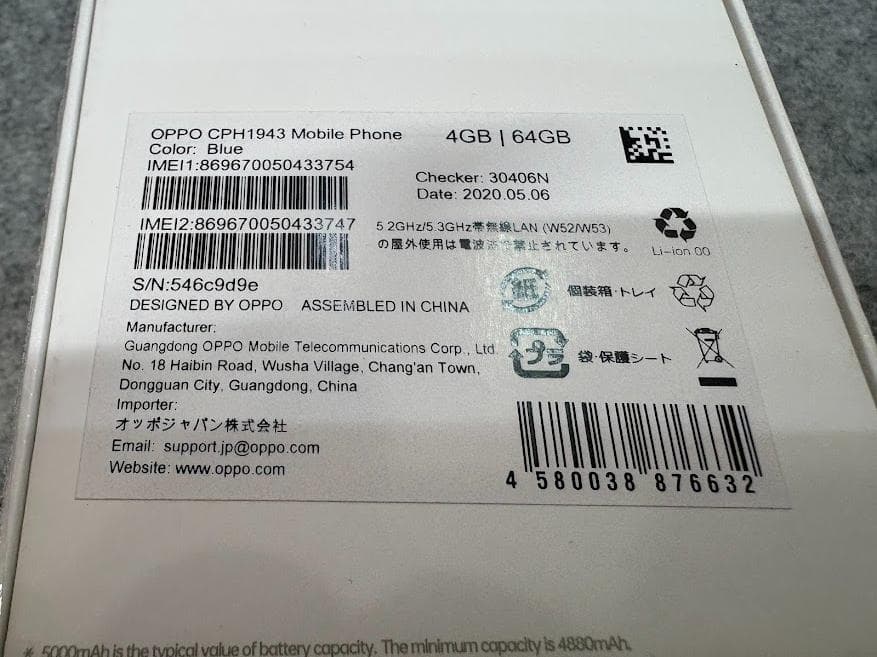 OPPO CPH1943 Mobile Phone 4GB | 64GB
Color: Blue
IMEI1:869670050433754
Checker: 30406N
Date: 2020.05.06
IMEI2:869670050433747
5.2GHz/5.3GHz帯無線LAN (W52/W53)
の屋外使用は電波法で禁止されています。
Li-ion 00
S/N:546c9d9e
紙 個装箱・トレイ
DESIGNED BY OPPO ASSEMBLED IN CHINA
Manufacturer:
Guangdong OPPO Mobile Telecommunications Corp., Ltd.
No. 18 Haibin Road, Wusha Village, Chang'an Town,
Dongguan City, Guangdong, China
プラ 袋・保護シート
Importer:
オッポジャパン株式会社
Email: support.jp@oppo.com
Website: www.oppo.com
4 580038 876632
* 5000mAh is the typical value of battery capacity. The minimum capacity is 4880mAh.